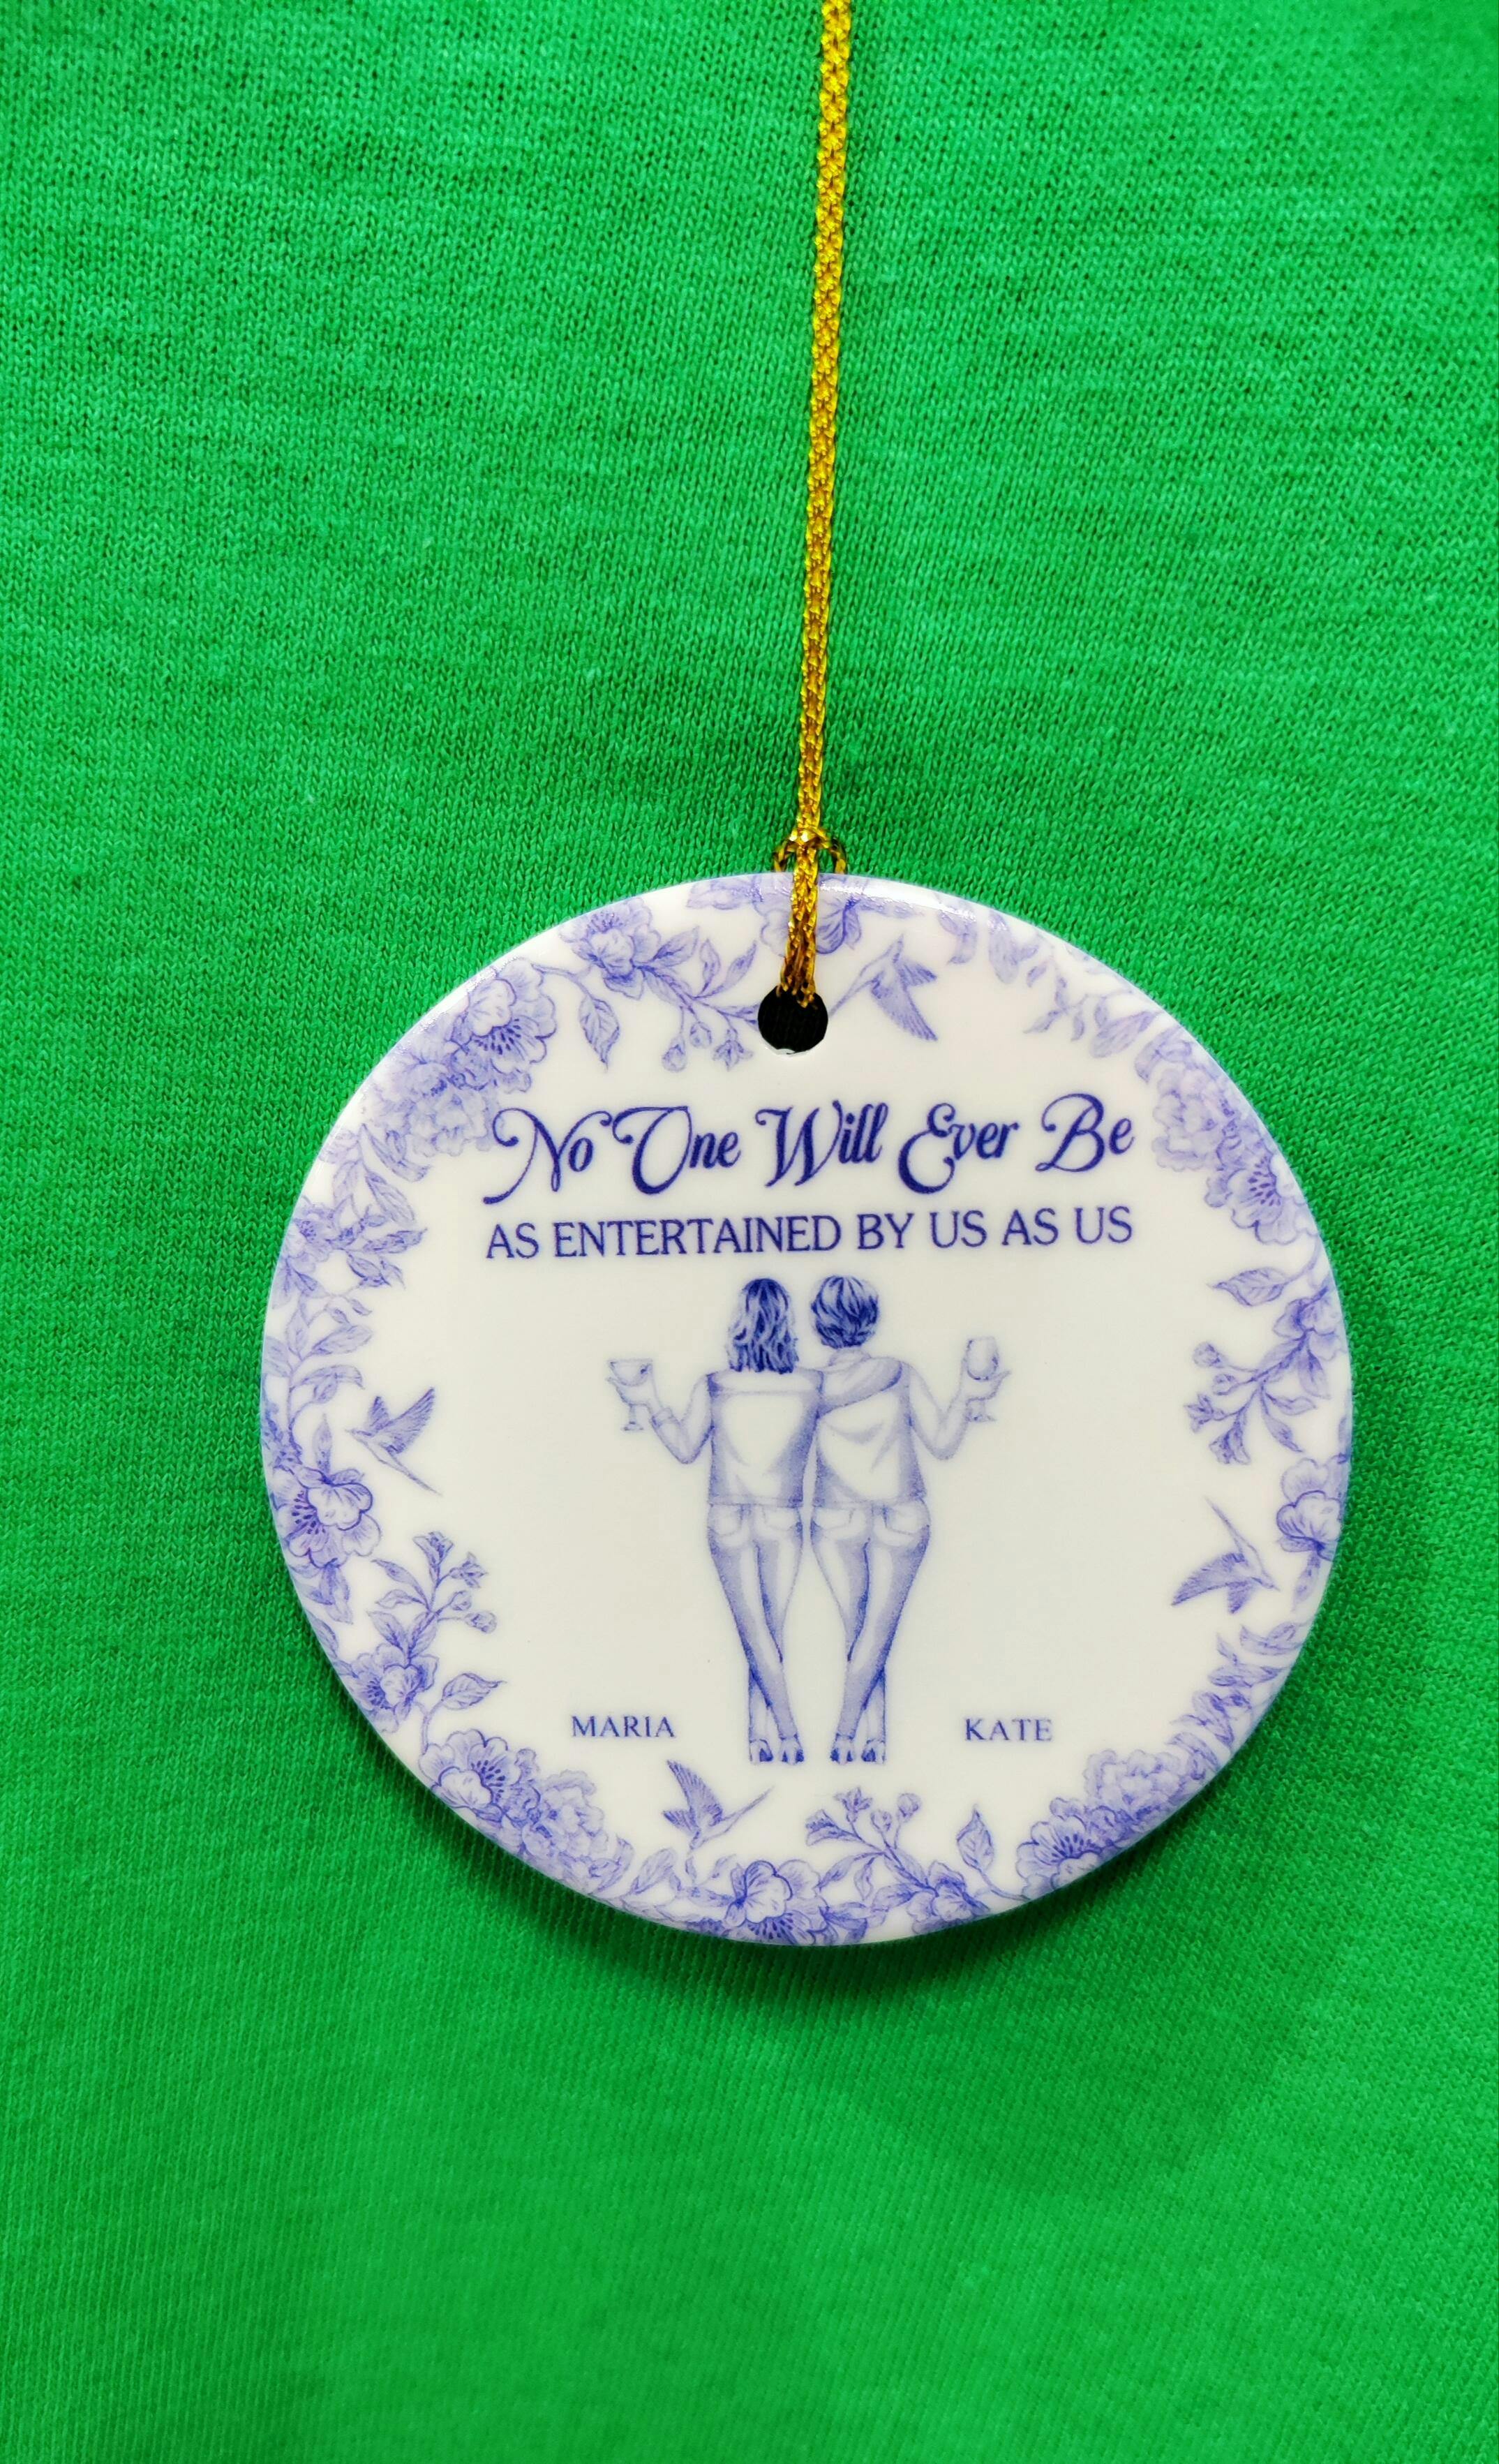 No One Will Ever Be
AS ENTERTAINED BY US AS US
MARIA KATE